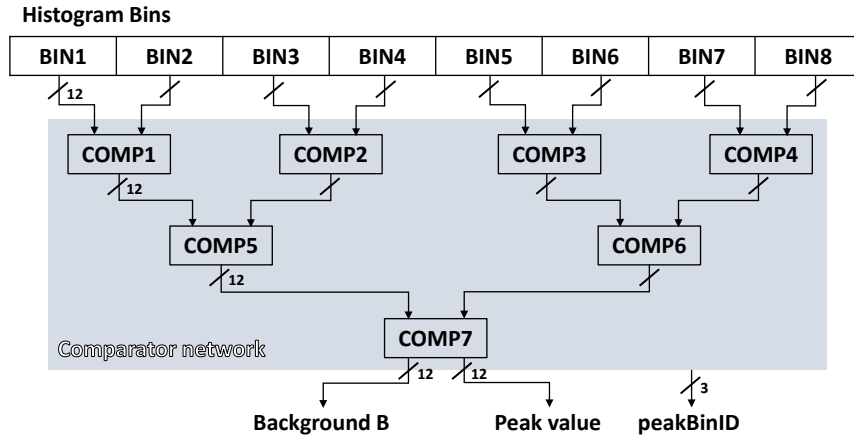 Histogram Bins
BIN1 BIN2 BIN3 BIN4 BIN5 BIN6 BIN7 BIN8
12
COMP1 COMP2 COMP3 COMP4
12
COMP5 COMP6
12
COMP7
Comparator network
12 12 3
Background B Peak value peakBinID